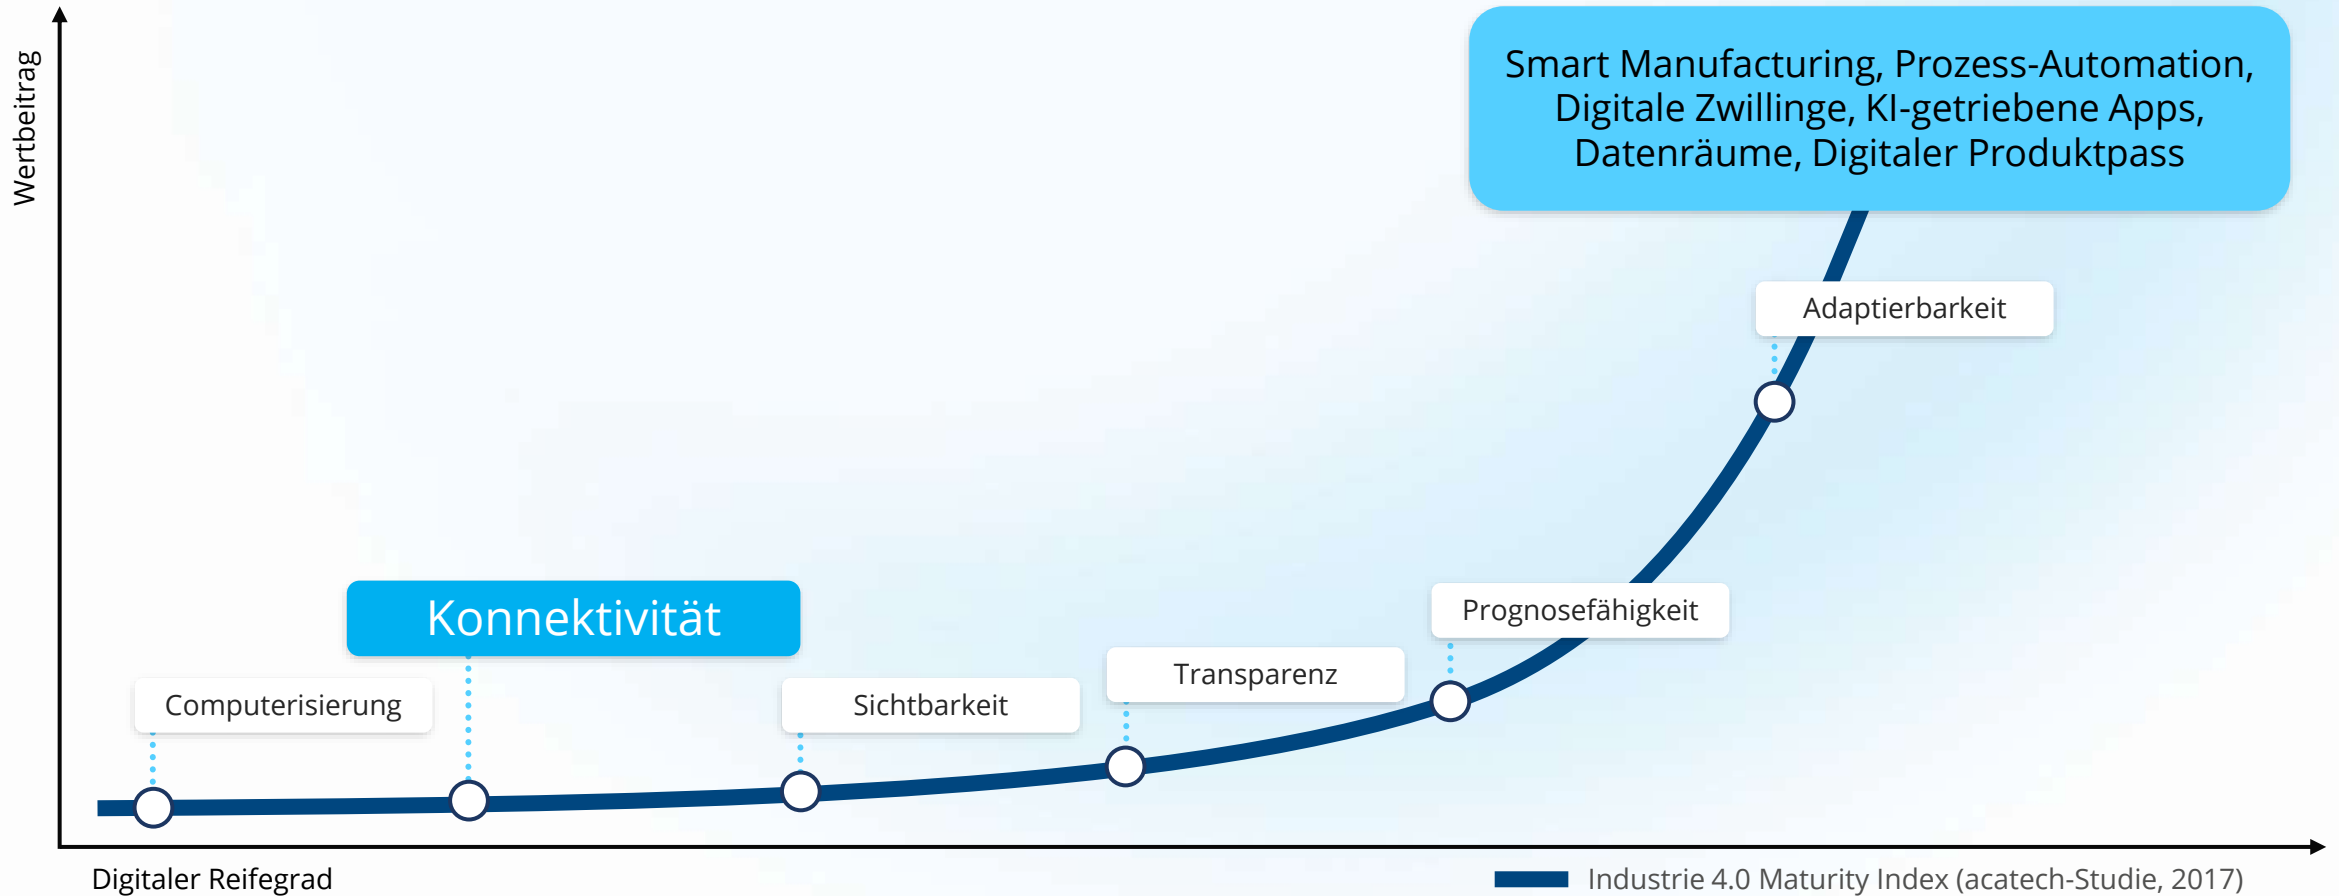 Wertbeitrag
Smart Manufacturing, Prozess-Automation,
Digitale Zwillinge, KI-getriebene Apps,
Datenräume, Digitaler Produktpass
Adaptierbarkeit
Prognosefähigkeit
Konnektivität
Transparenz
Computerisierung
Sichtbarkeit
Digitaler Reifegrad
Industrie 4.0 Maturity Index (acatech-Studie, 2017)